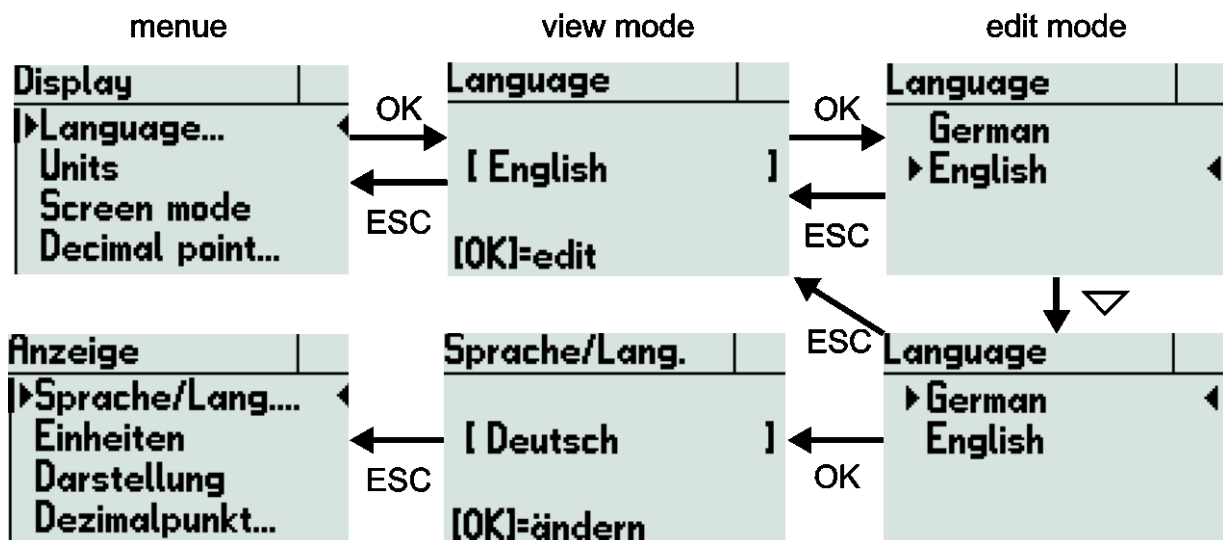 menue
view mode
edit mode
Display
Language...
Units
Screen mode
Decimal point...
OK
ESC
Language
[ English ]
[OK]=edit
OK
ESC
Language
German
English
ESC
Language
German
English
OK
Sprache/Lang.
[ Deutsch ]
[OK]=ändern
ESC
Anzeige
Sprache/Lang....
Einheiten
Darstellung
Dezimalpunkt...